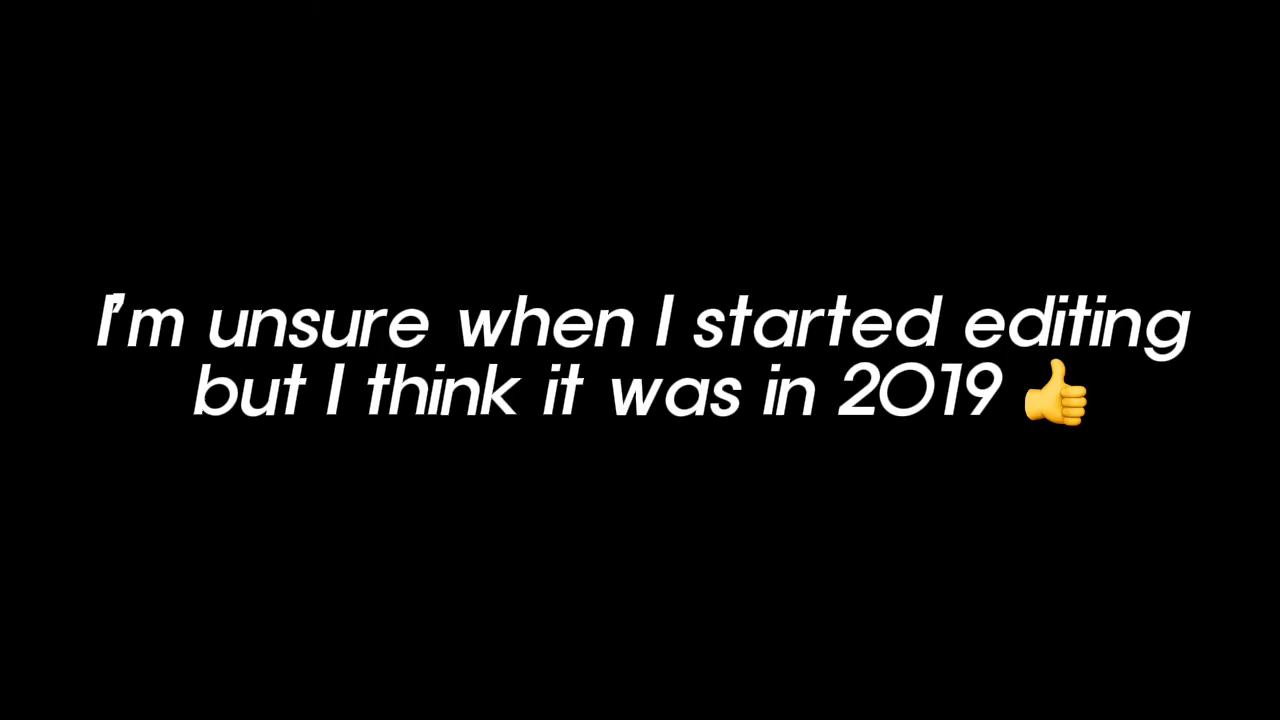 I'm unsure when I started editing
but I think it was in 2019 👍